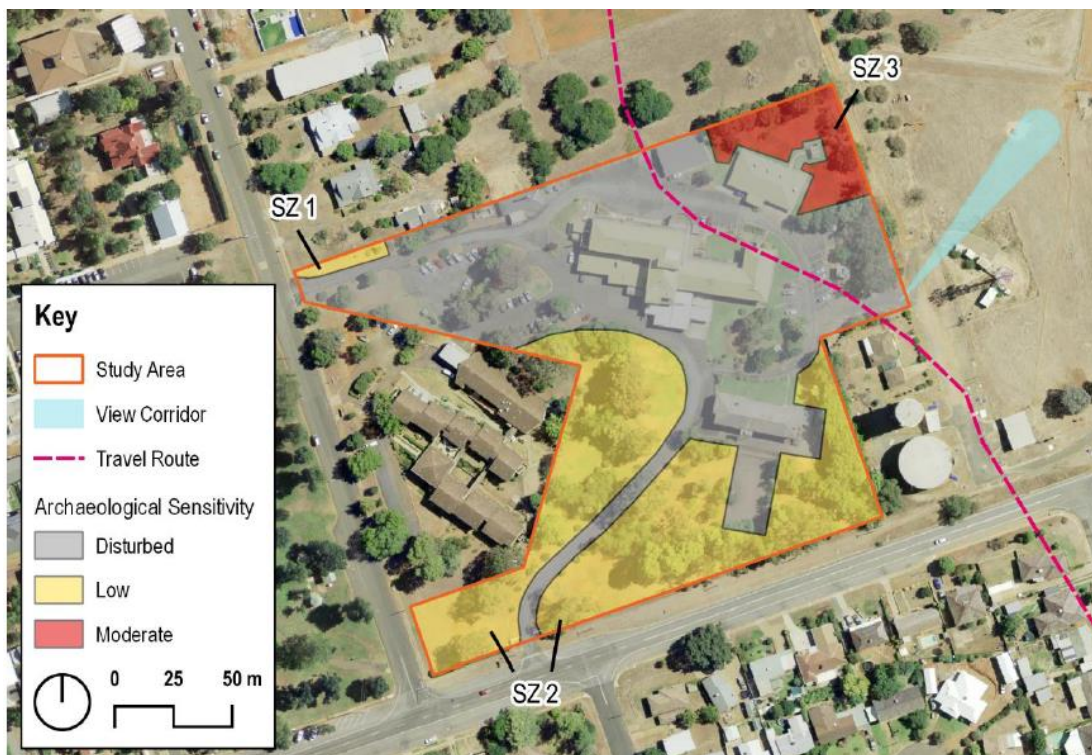 SZ 3
SZ 1
Key
Study Area
View Corridor
Travel Route
Archaeological Sensitivity
Disturbed
Low
Moderate
0 25 50 m
SZ 2